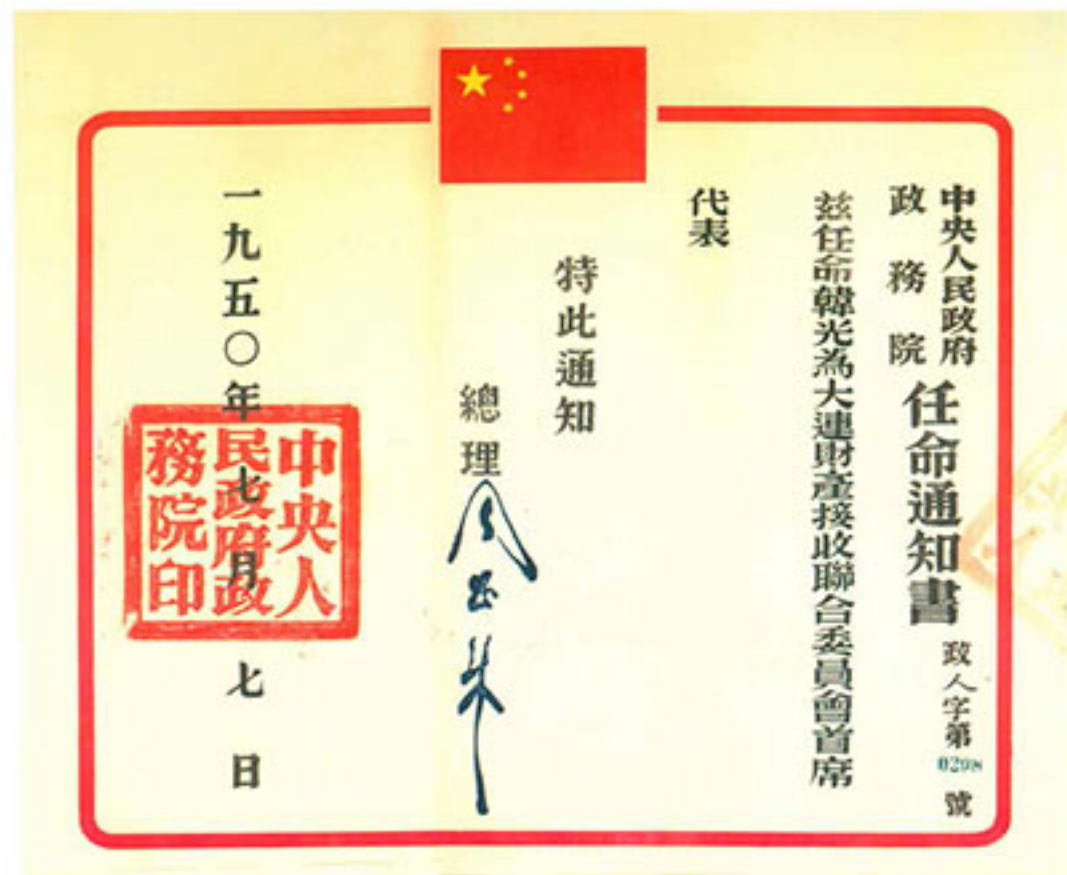 中央人民政府
政務院
任命通知書
政人字第0298號
茲任命韓光為大連財產接收聯合委員會首席
代表
特此通知
總理
周恩来
一九五〇年七月七日
中央人
民政府政
務院印